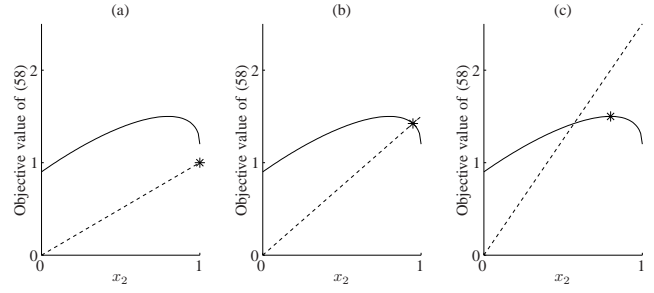 (a)
Objective value of (58)
2
1
0
0
1
x2
(b)
Objective value of (58)
2
1
0
0
1
x2
(c)
Objective value of (58)
2
1
0
0
1
x2